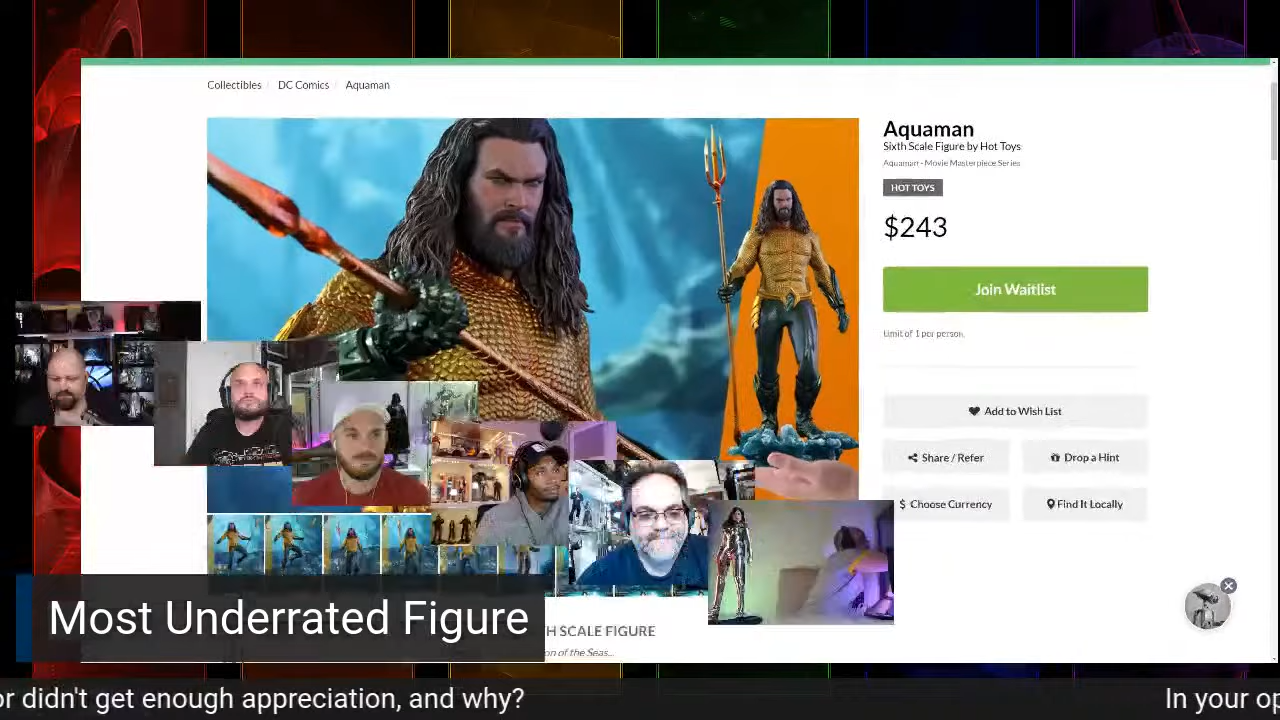 Collectibles / DC Comics / Aquaman
Aquaman
Sixth Scale Figure by Hot Toys
Aquaman - Movie Masterpiece Series
HOT TOYS
$243
Join Waitlist
Limit of 1 per person.
Add to Wish List
Share / Refer
Drop a Hint
$ Choose Currency
Find It Locally
Most Underrated Figure
TH SCALE FIGURE
on of the Seas...
or didn't get enough appreciation, and why?
In your op